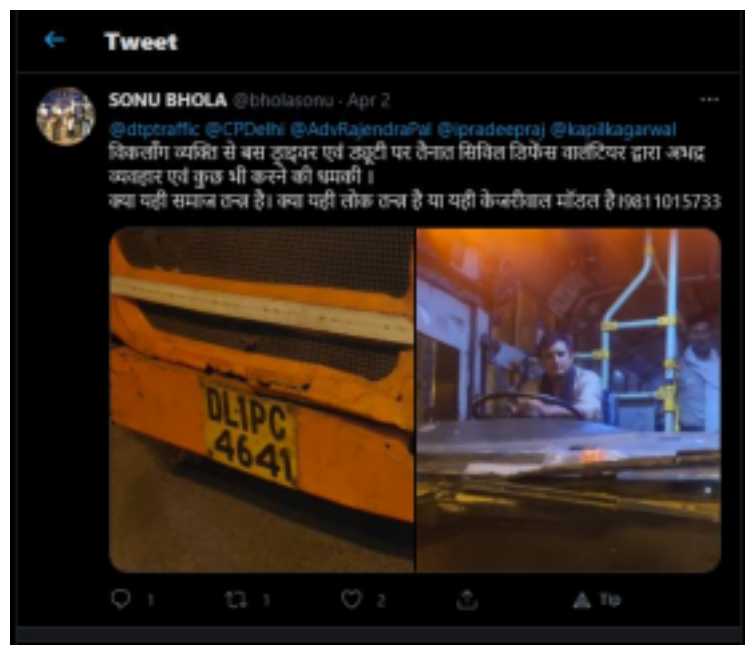 Tweet
SONU BHOLA @bholasonu · Apr 2
@dtptraffic @CPDelhi @AdvRajendraPal @ipradeepraj @kapilkagarwal
विकलाँग व्यक्ति से बस ड्राइवर एवं ड्यूटी पर तैनात सिविल डिफेंस वालंटियर द्वारा अभद्र
व्यवहार एवं कुछ भी करने की धमकी ।
क्या यही समाज तन्त्र है। क्या यही लोक तन्त्र है या यही केजरीवाल मॉडल है।9811015733
DL1PC
4641
1 1 2 Tip